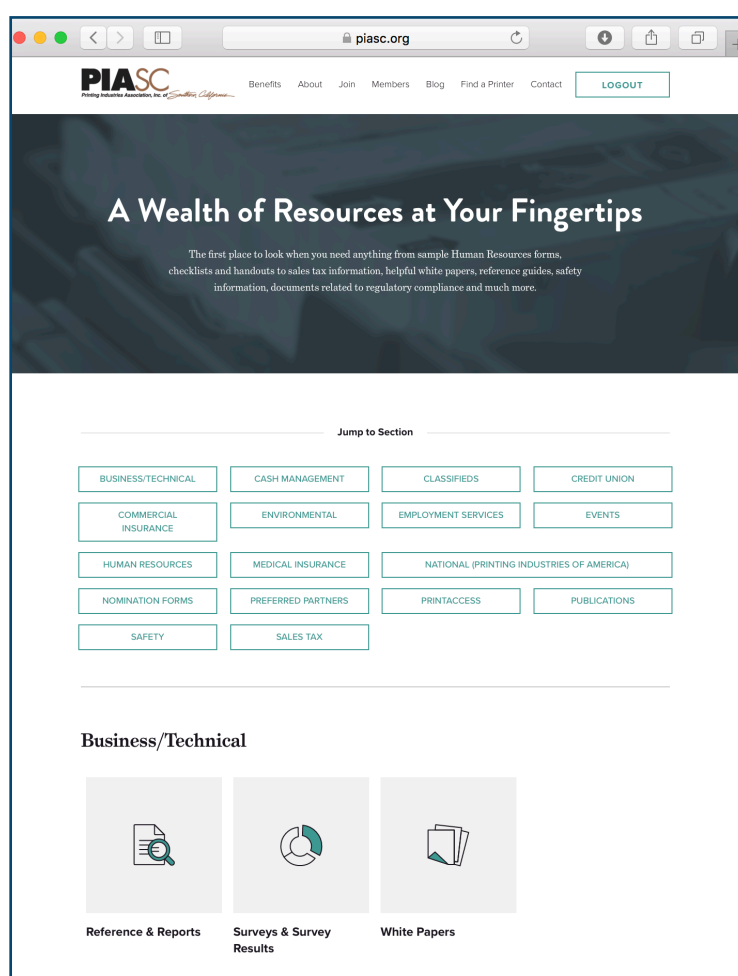 piasc.org
PIASC
Printing Industries Association, Inc. of Southern California
Benefits About Join Members Blog Find a Printer Contact LOGOUT
A Wealth of Resources at Your Fingertips
The first place to look when you need anything from sample Human Resources forms,
checklists and handouts to sales tax information, helpful white papers, reference guides, safety
information, documents related to regulatory compliance and much more.
Jump to Section
BUSINESS/TECHNICAL CASH MANAGEMENT CLASSIFIEDS CREDIT UNION
COMMERCIAL
INSURANCE ENVIRONMENTAL EMPLOYMENT SERVICES EVENTS
HUMAN RESOURCES MEDICAL INSURANCE NATIONAL (PRINTING INDUSTRIES OF AMERICA)
NOMINATION FORMS PREFERRED PARTNERS PRINTACCESS PUBLICATIONS
SAFETY SALES TAX
Business/Technical
Reference & Reports Surveys & Survey
Results White Papers